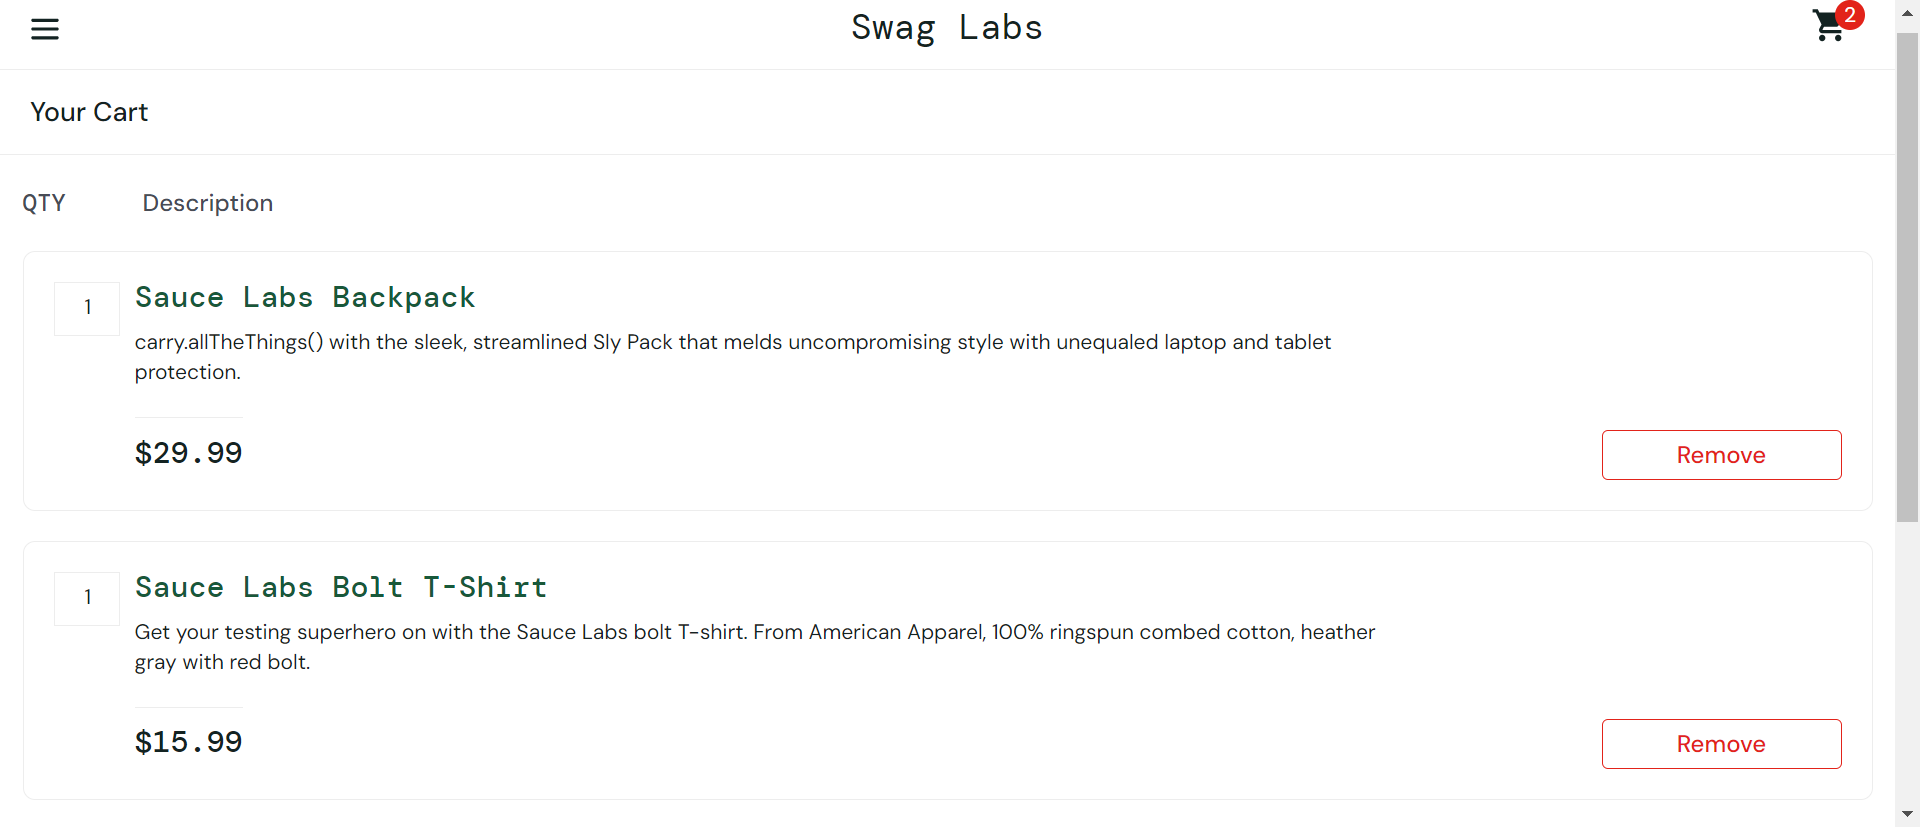 Swag Labs
2
Your Cart
QTY Description
1
Sauce Labs Backpack
carry.allTheThings() with the sleek, streamlined Sly Pack that melds uncompromising style with unequaled laptop and tablet
protection.
$29.99
Remove
1
Sauce Labs Bolt T-Shirt
Get your testing superhero on with the Sauce Labs bolt T-shirt. From American Apparel, 100% ringspun combed cotton, heather
gray with red bolt.
$15.99
Remove